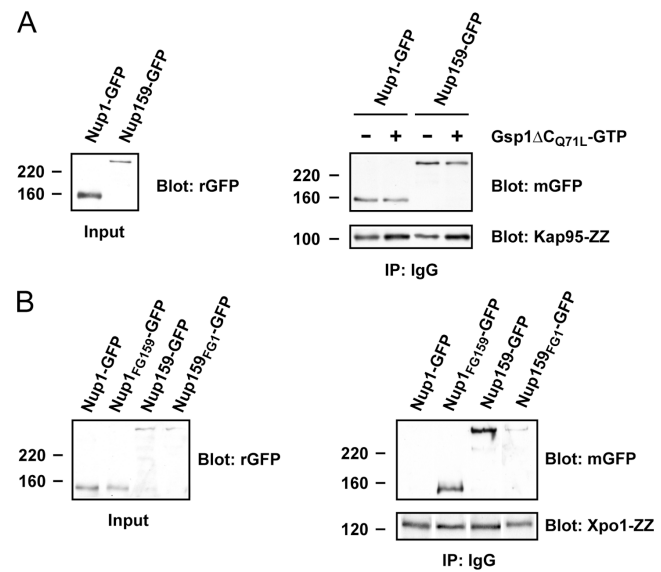 A
Nup1-GFP
Nup159-GFP
220 –
160 –
Blot: rGFP
Input
Nup1-GFP
Nup159-GFP
– + – + Gsp1ΔCQ71L-GTP
220 –
160 –
Blot: mGFP
100 –
Blot: Kap95-ZZ
IP: IgG
B
Nup1-GFP
Nup1FG159-GFP
Nup159-GFP
Nup159FG1-GFP
220 –
160 –
Blot: rGFP
Input
Nup1-GFP
Nup1FG159-GFP
Nup159-GFP
Nup159FG1-GFP
220 –
160 –
Blot: mGFP
120 –
Blot: Xpo1-ZZ
IP: IgG